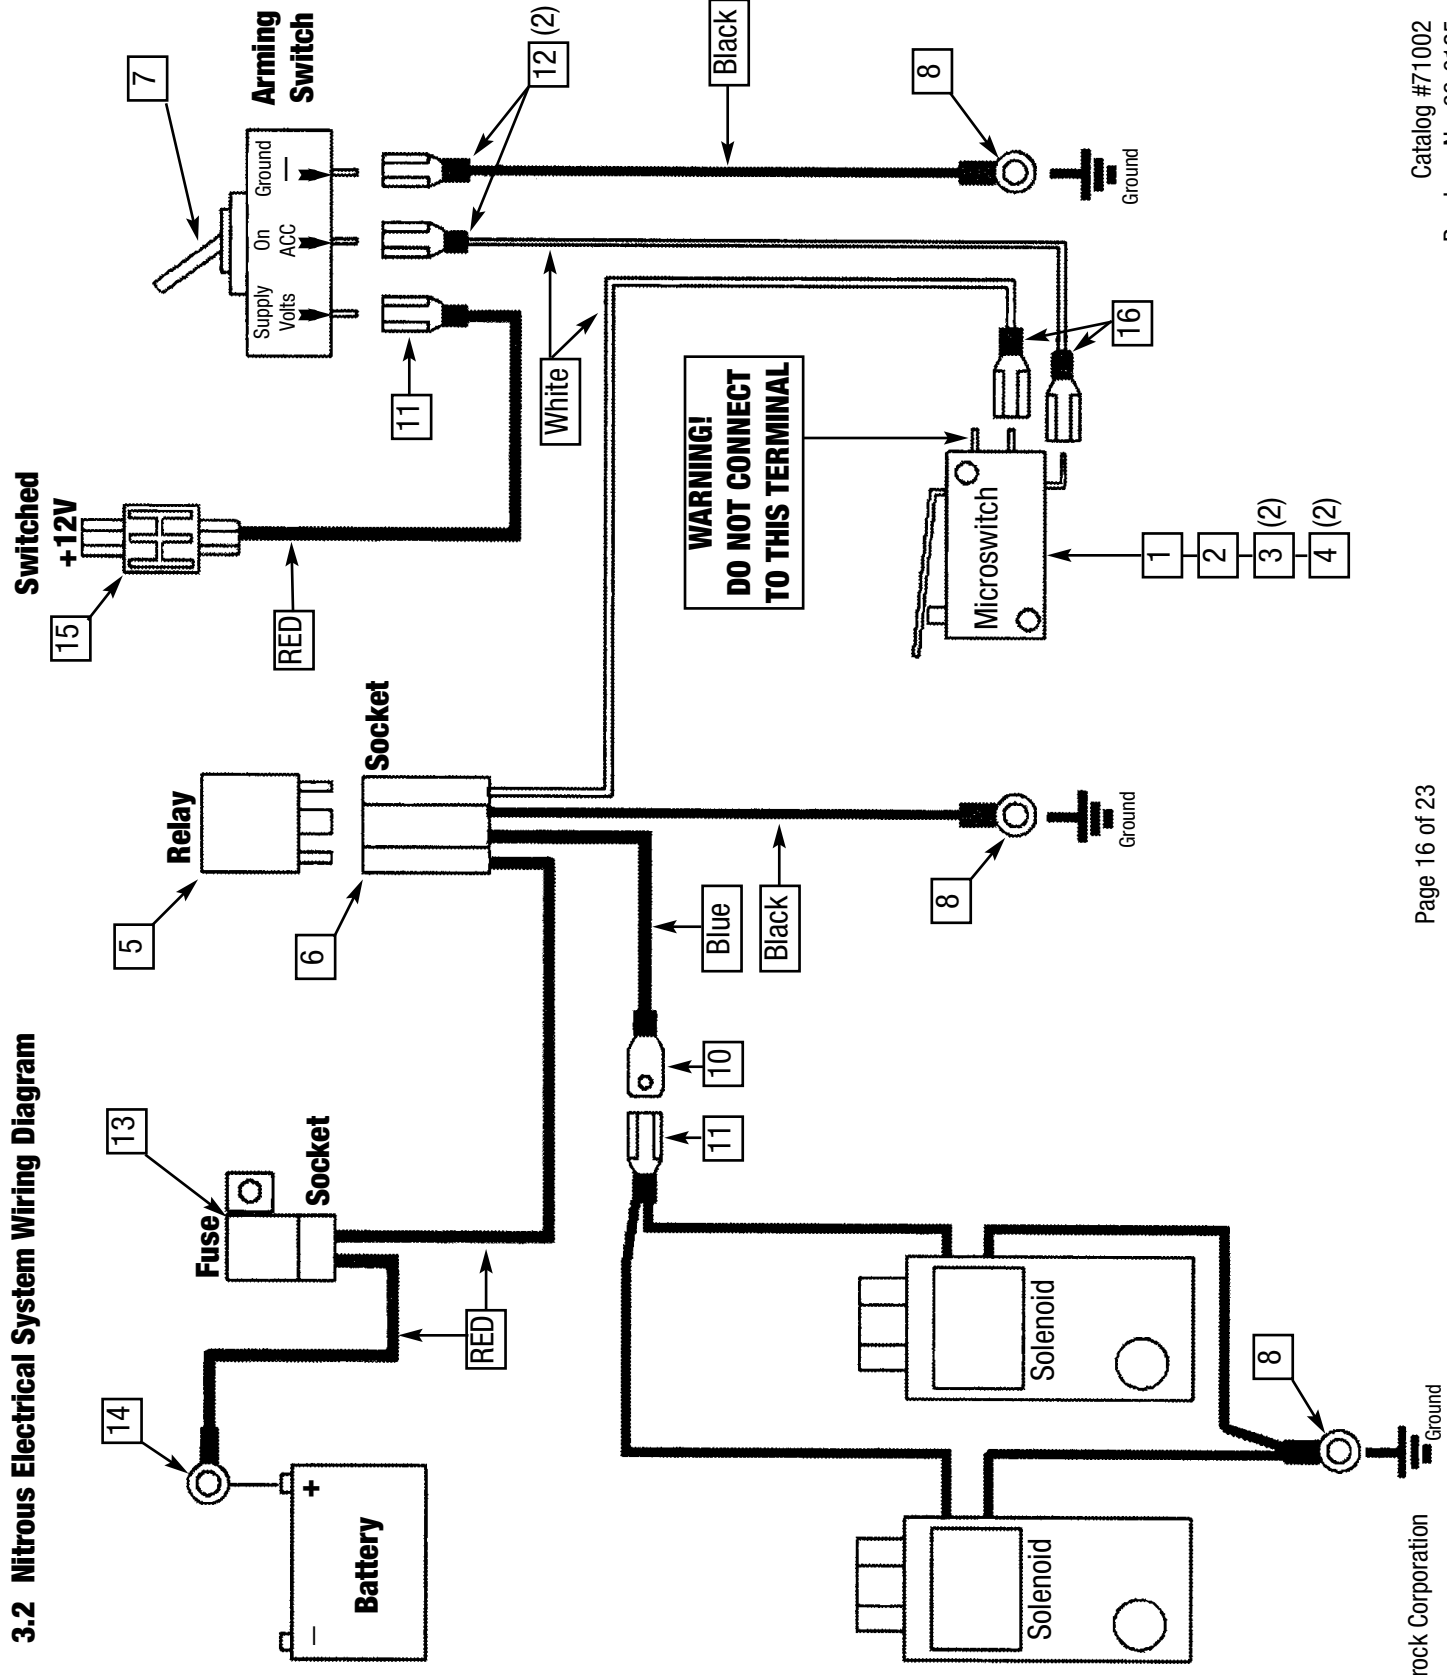 3.2 Nitrous Electrical System Wiring Diagram
Switched
+12V
15
RED
7
Arming
Switch
Supply
Volts
On
ACC
Ground
—
11
12 (2)
White
Black
8
Ground
Relay
5
Socket
6
Blue
Black
8
Ground
WARNING!
DO NOT CONNECT
TO THIS TERMINAL
16
Microswitch
1
2
3 (2)
4 (2)
13
Fuse
Socket
RED
14
+
–
Battery
10
11
Solenoid
Solenoid
8
Ground
rock Corporation
Page 16 of 23
Catalog #71002